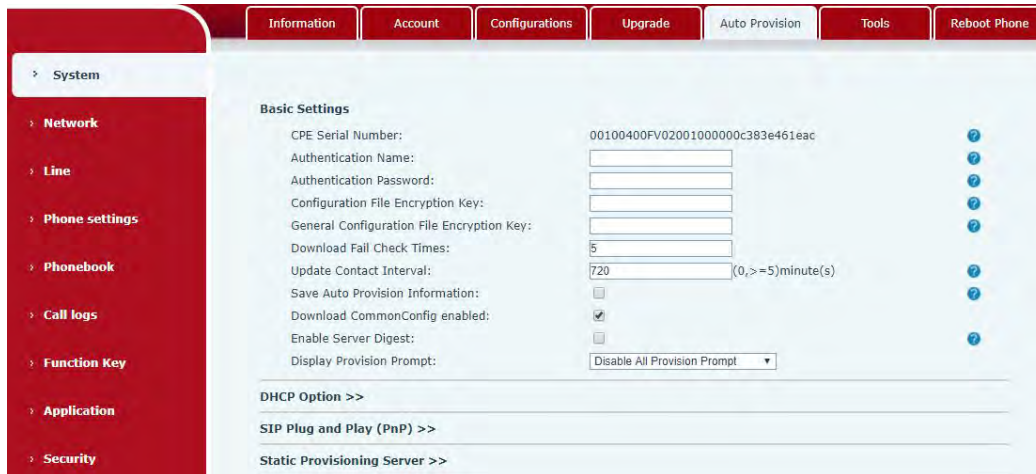 Information Account Configurations Upgrade Auto Provision Tools Reboot Phone
› System
› Network
› Line
› Phone settings
› Phonebook
› Call logs
› Function Key
› Application
› Security
Basic Settings
CPE Serial Number: 00100400FV02001000000c383e461eac
Authentication Name:
Authentication Password:
Configuration File Encryption Key:
General Configuration File Encryption Key:
Download Fail Check Times: 5
Update Contact Interval: 720 (0,>=5)minute(s)
Save Auto Provision Information:
Download CommonConfig enabled:
Enable Server Digest:
Display Provision Prompt: Disable All Provision Prompt
DHCP Option >>
SIP Plug and Play (PnP) >>
Static Provisioning Server >>